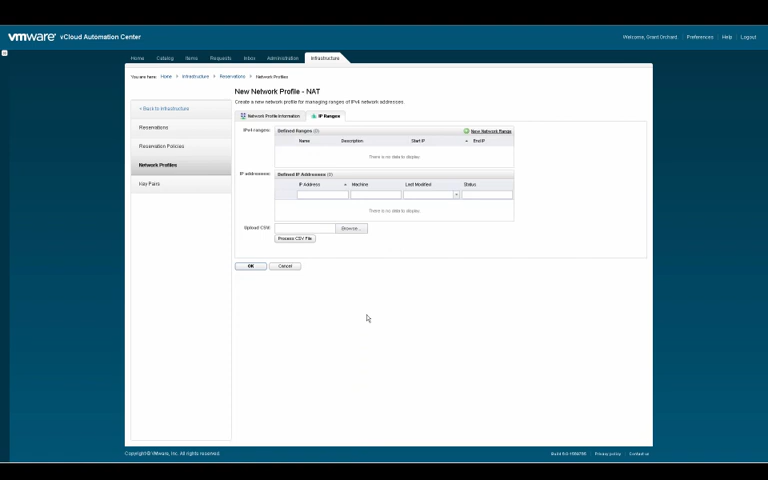 vmware vCloud Automation Center
Welcome, Grant Orchard. Preferences Help Logout
Home Catalog Items Requests Inbox Administration Infrastructure
You are here: Home Infrastructure Reservations Network Profiles
New Network Profile - NAT
Create a new network profile for managing ranges of IPv4 network addresses.
< Back to Infrastructure
Reservations
Reservation Policies
Network Profiles
Key Pairs
Network Profile Information IP Ranges
IPv4 ranges: Defined Ranges (0) New Network Range
Name Description Start IP End IP
There is no data to display.
IP addresses: Defined IP Addresses (0)
IP Address Machine Last Modified Status
There is no data to display.
Upload CSV: Browse...
Process CSV File
OK Cancel
Copyright © VMware, Inc. All rights reserved.
Privacy policy Contact us